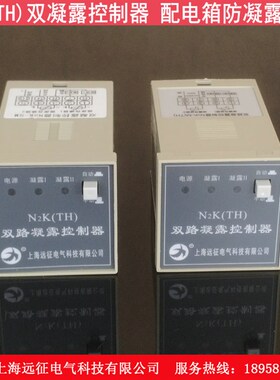 (TH)双凝露控制器 配电箱防凝露
电源 凝露I 凝露II
N2K(TH)
双路凝露控制器
上海远征电气科技有限公司
电源 凝露I 凝露II
N2K(TH)
双路凝露控制器
上海远征电气科技有限公司
上海远征电气科技有限公司 服务热线：1895